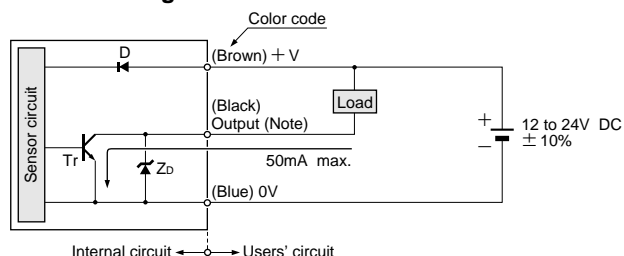 Color code
D
(Brown) + V
Sensor circuit
(Black)
Output (Note)
Load
Tr
ZD
50mA max.
+
−
12 to 24V DC
± 10%
(Blue) 0V
Internal circuit
Users' circuit